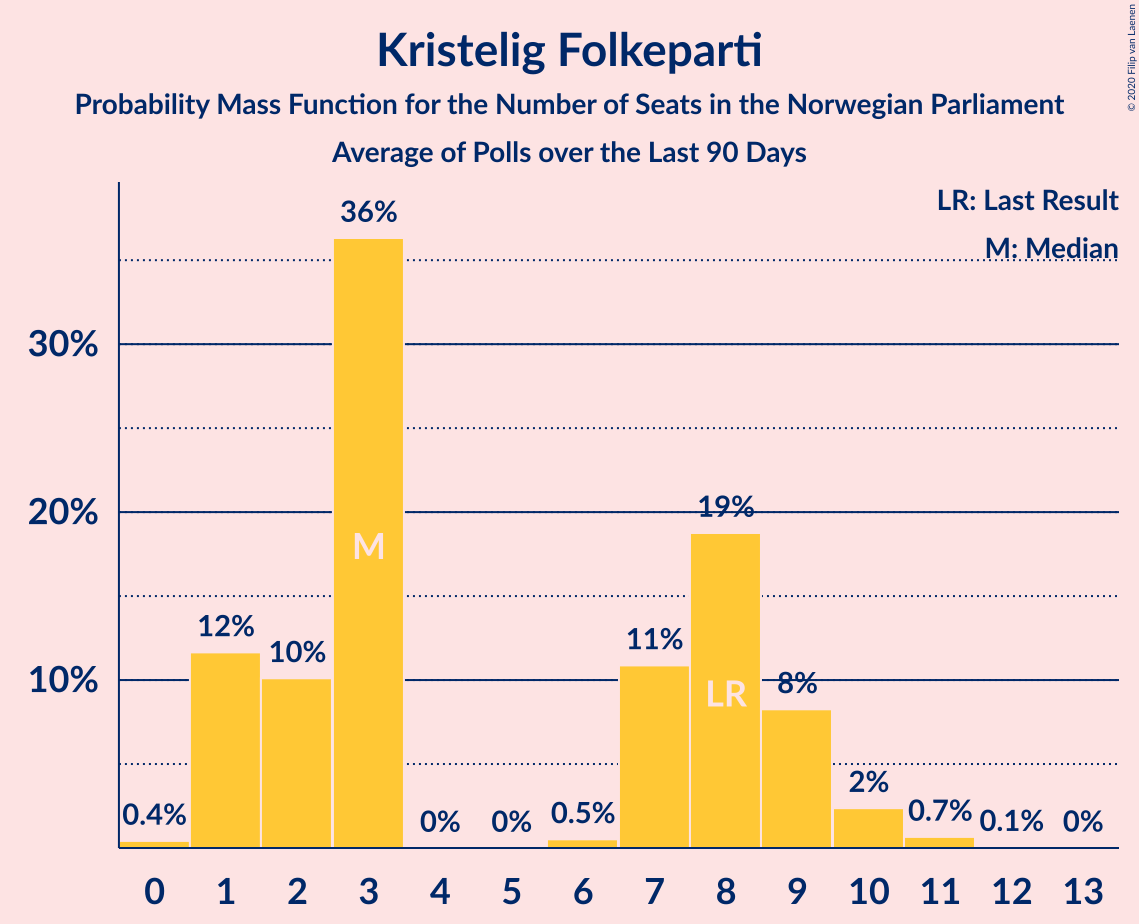 Kristelig Folkeparti
Probability Mass Function for the Number of Seats in the Norwegian Parliament
Average of Polls over the Last 90 Days
© 2020 Filip van Laenen
LR: Last Result
M: Median
36%
30%
20%
10%
M
19%
12%
10%
11%
LR
8%
0.4%
0%
0%
0.5%
2%
0.7%
0.1%
0%
0 1 2 3 4 5 6 7 8 9 10 11 12 13